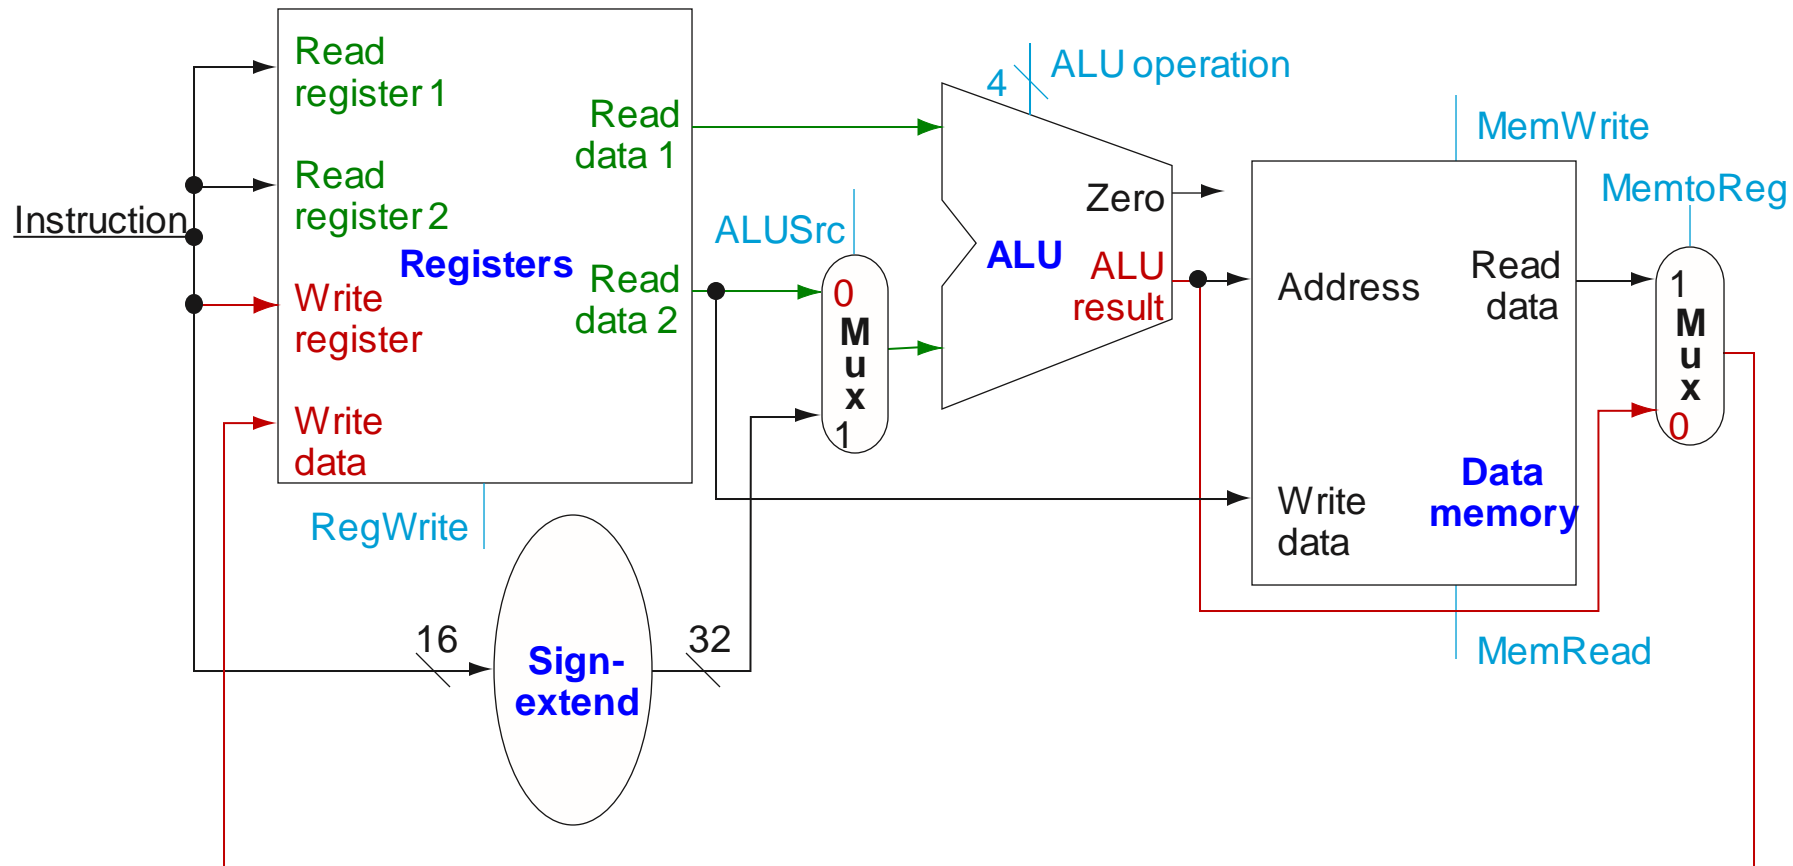 Instruction
Read
register 1
Read
register 2
Registers
Write
register
Write
data
Read
data 1
Read
data 2
RegWrite
16
Sign-
extend
32
ALUSrc
0
M
u
x
1
4
ALU operation
Zero
ALU
ALU
result
MemWrite
Address
Read
data
Write
data
Data
memory
MemRead
MemtoReg
1
M
u
x
0